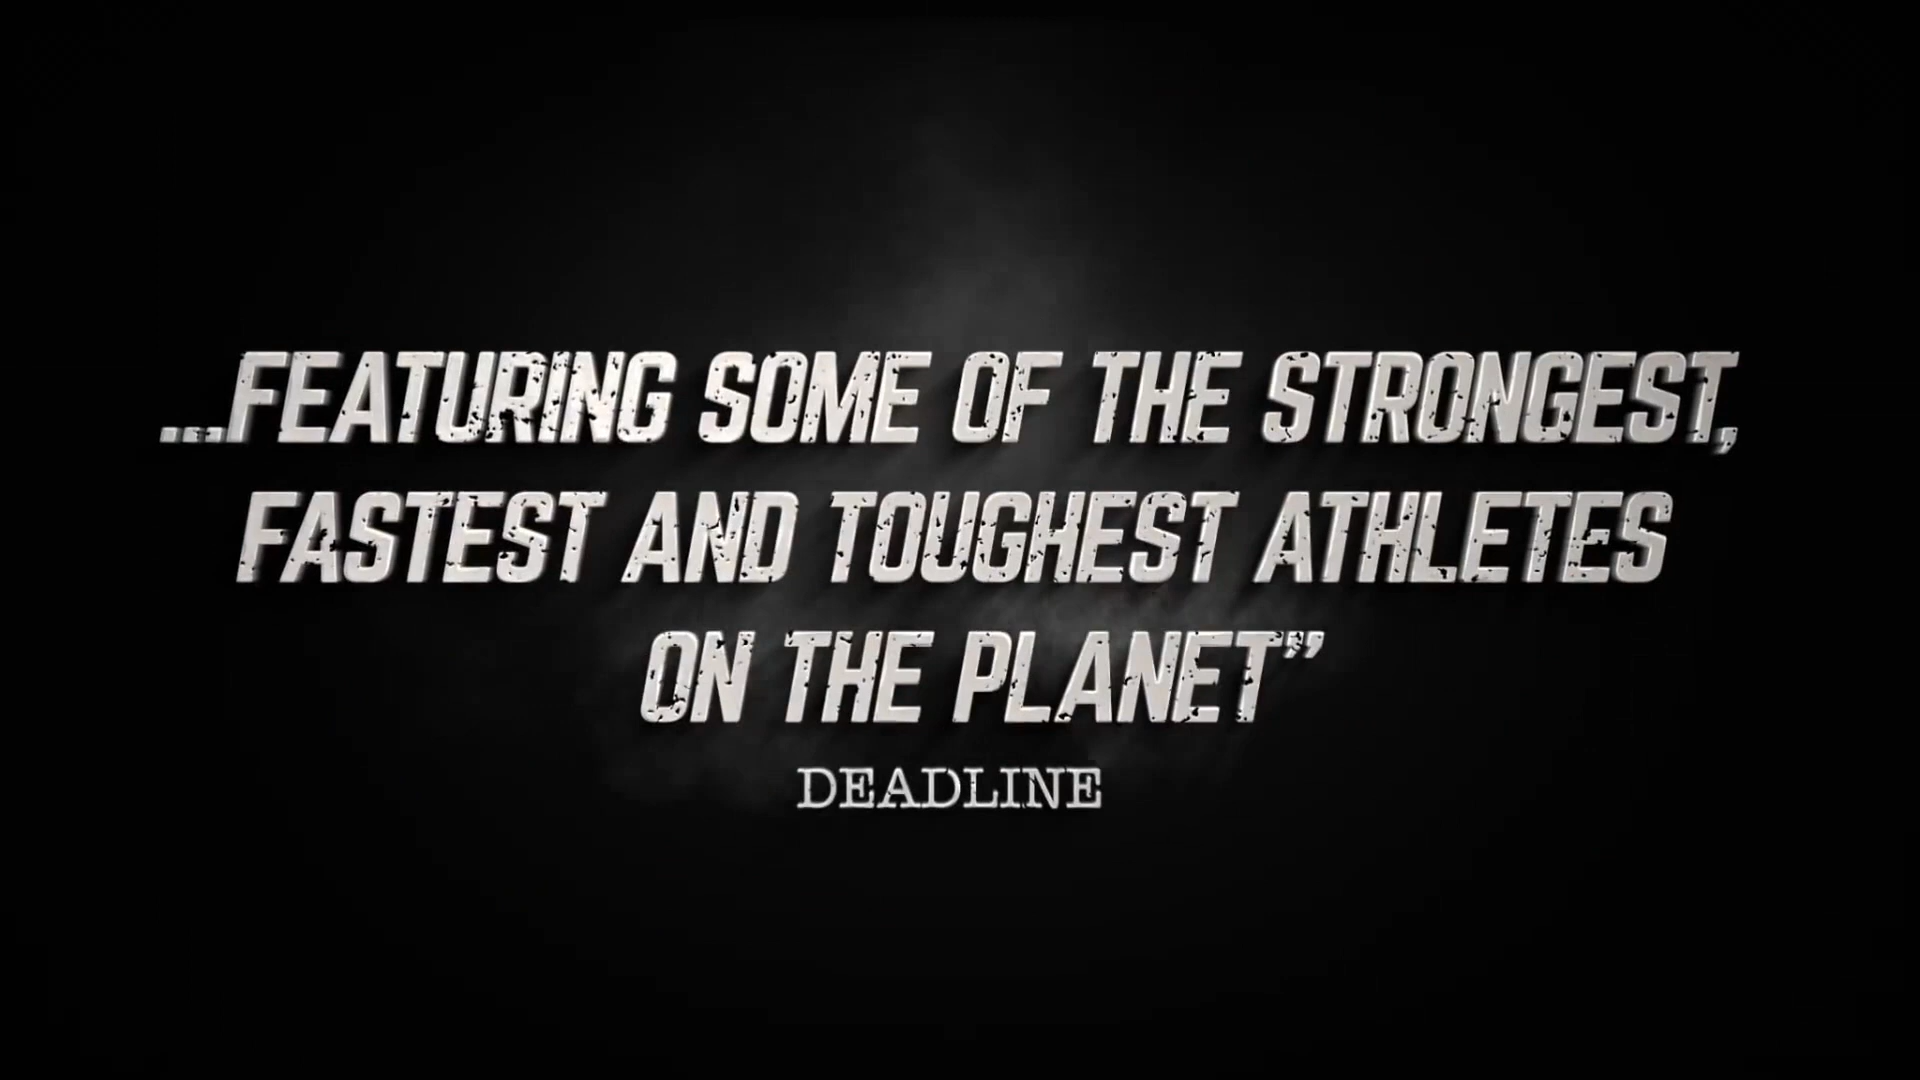 ...FEATURING SOME OF THE STRONGEST,
FASTEST AND TOUGHEST ATHLETES
ON THE PLANET”
DEADLINE